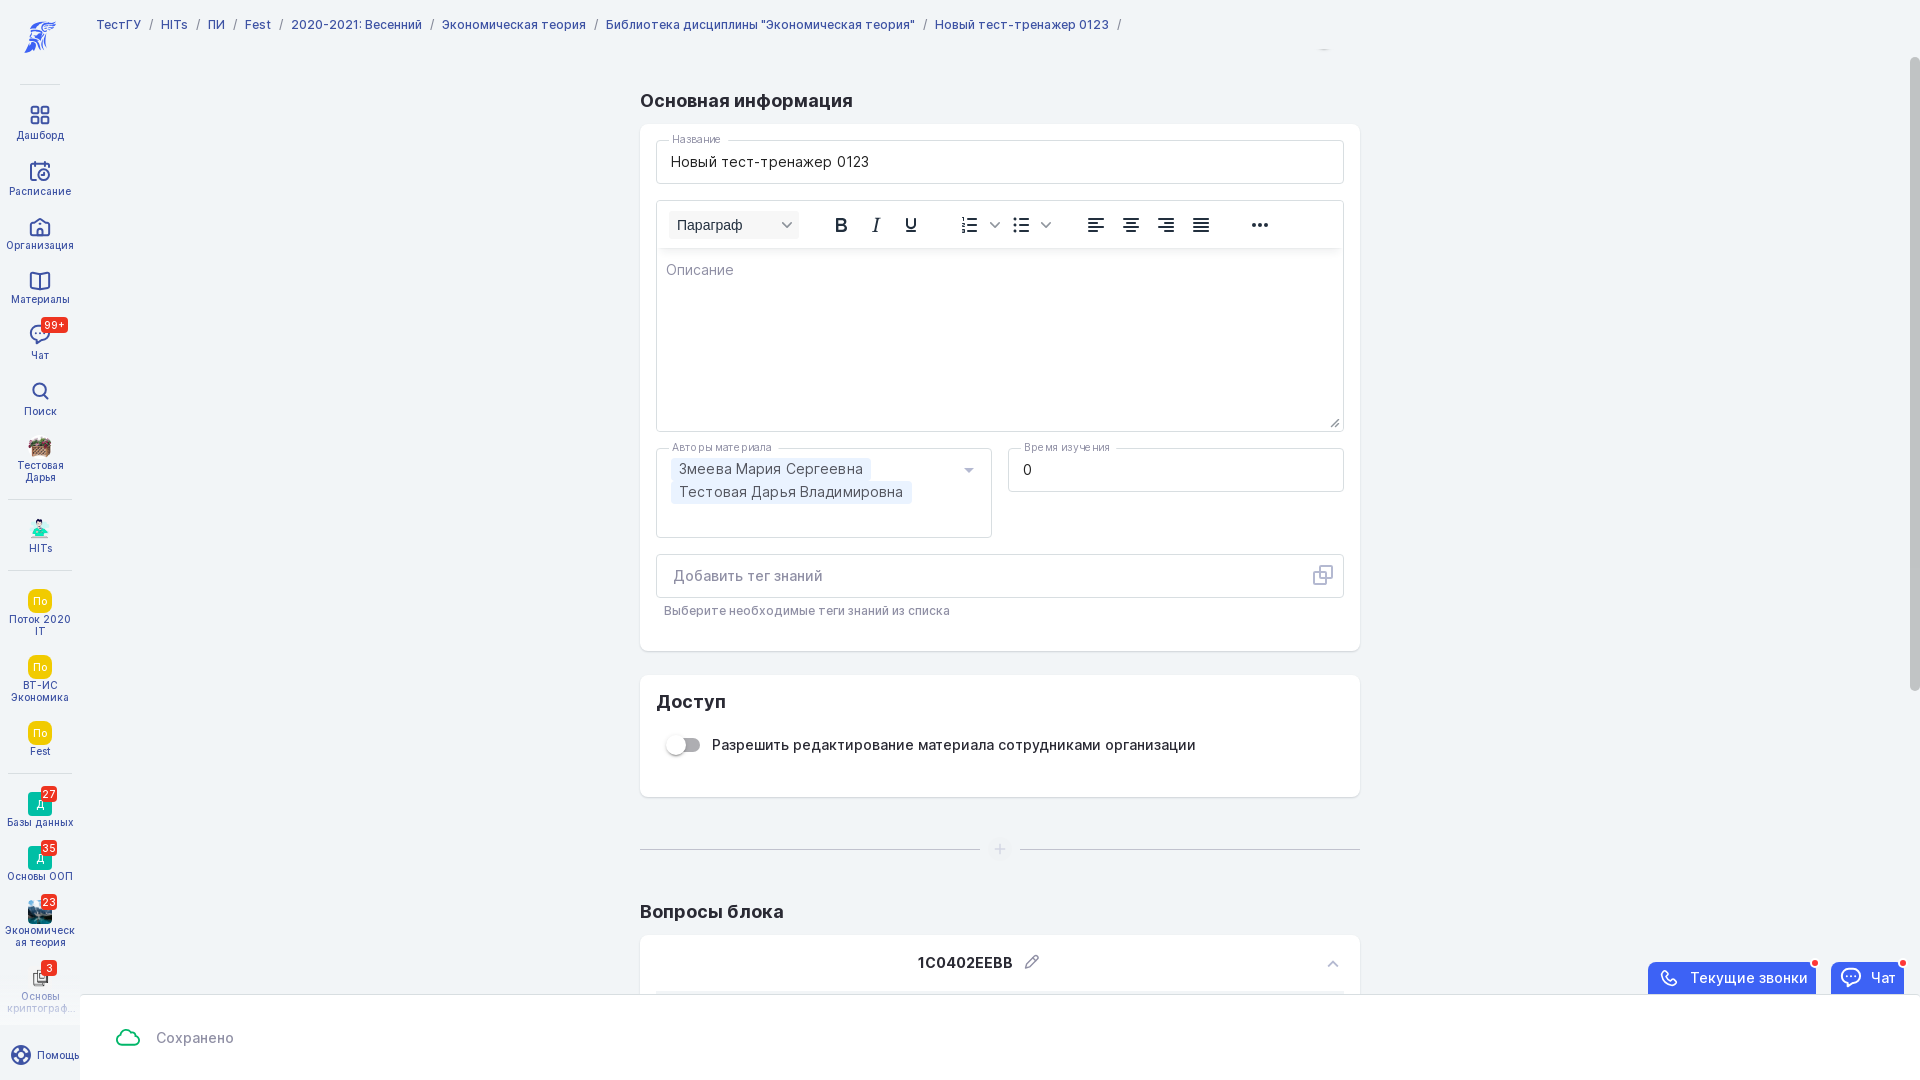 ТестГУ / HITs / ПИ / Fest / 2020-2021: Весенний / Экономическая теория / Библиотека дисциплины "Экономическая теория" / Новый тест-тренажер 0123 /
Дашборд
Расписание
Организация
Материалы
99+
Чат
Поиск
Тестовая
Дарья
HITs
По
Поток 2020
IT
По
ВТ-ИС
Экономика
По
Fest
27
Д
Базы данных
35
Д
Основы ООП
23
Экономическ
ая теория
3
Основы
криптограф...
Помощь
Основная информация
Название
Новый тест-тренажер 0123
Параграф
Описание
Авторы материала
Змеева Мария Сергеевна
Тестовая Дарья Владимировна
Время изучения
0
Добавить тег знаний
Выберите необходимые теги знаний из списка
Доступ
Разрешить редактирование материала сотрудниками организации
Вопросы блока
1C0402EEBB
Текущие звонки
Чат
Сохранено